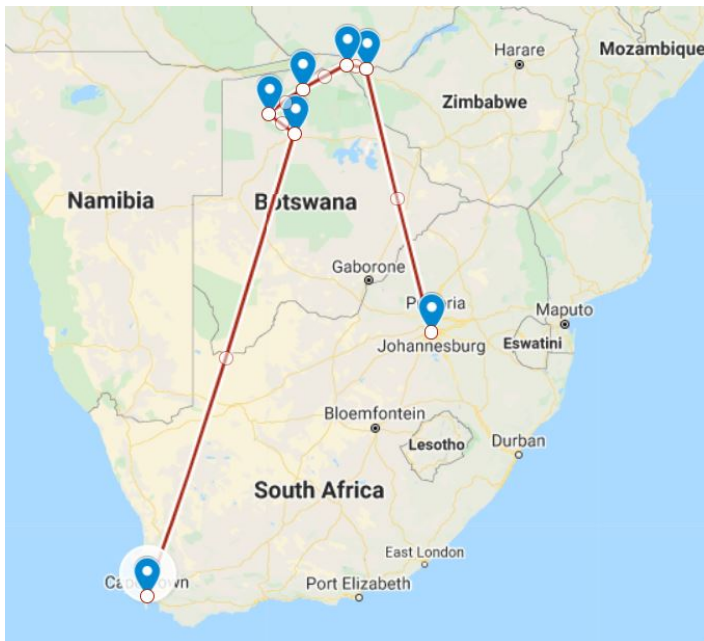 Mozambique
Harare
Zimbabwe
Namibia
Botswana
Gaborone
Maputo
Johannesburg
Eswatini
Bloemfontein
Lesotho
Durban
South Africa
East London
Port Elizabeth